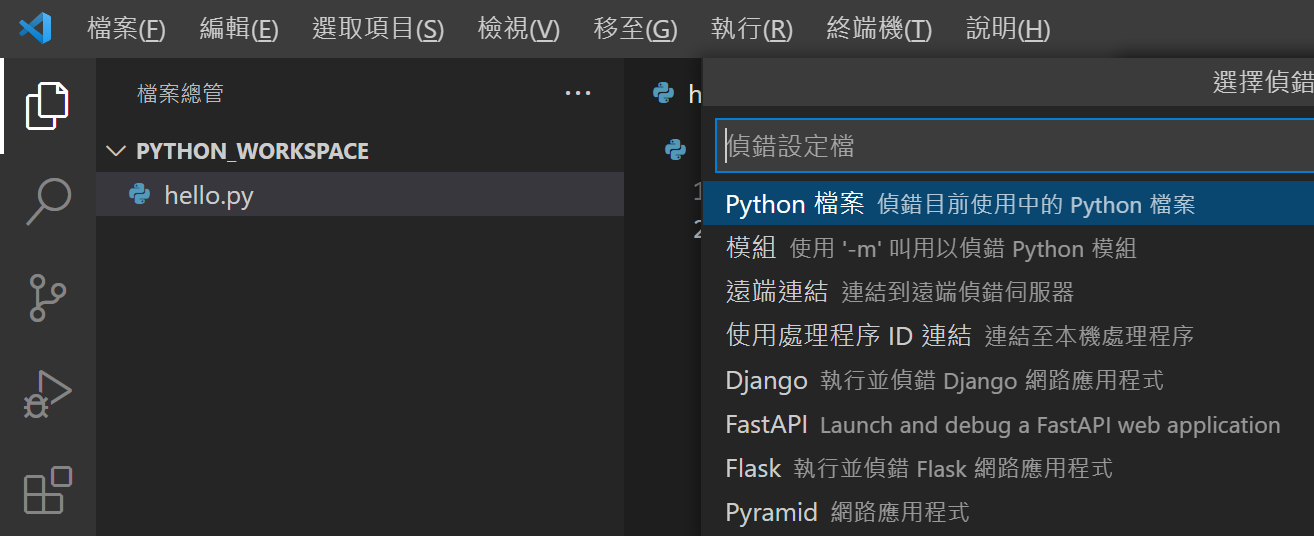 檔案(F) 編輯(E) 選取項目(S) 檢視(V) 移至(G) 執行(R) 終端機(T) 說明(H)
檔案總管 ...
PYTHON_WORKSPACE
hello.py
h
1
2
選擇偵錯
偵錯設定檔
Python 檔案 偵錯目前使用中的 Python 檔案
模組 使用 '-m' 叫用以偵錯 Python 模組
遠端連結 連結到遠端偵錯伺服器
使用處理程序 ID 連結 連結至本機處理程序
Django 執行並偵錯 Django 網路應用程式
FastAPI Launch and debug a FastAPI web application
Flask 執行並偵錯 Flask 網路應用程式
Pyramid 網路應用程式